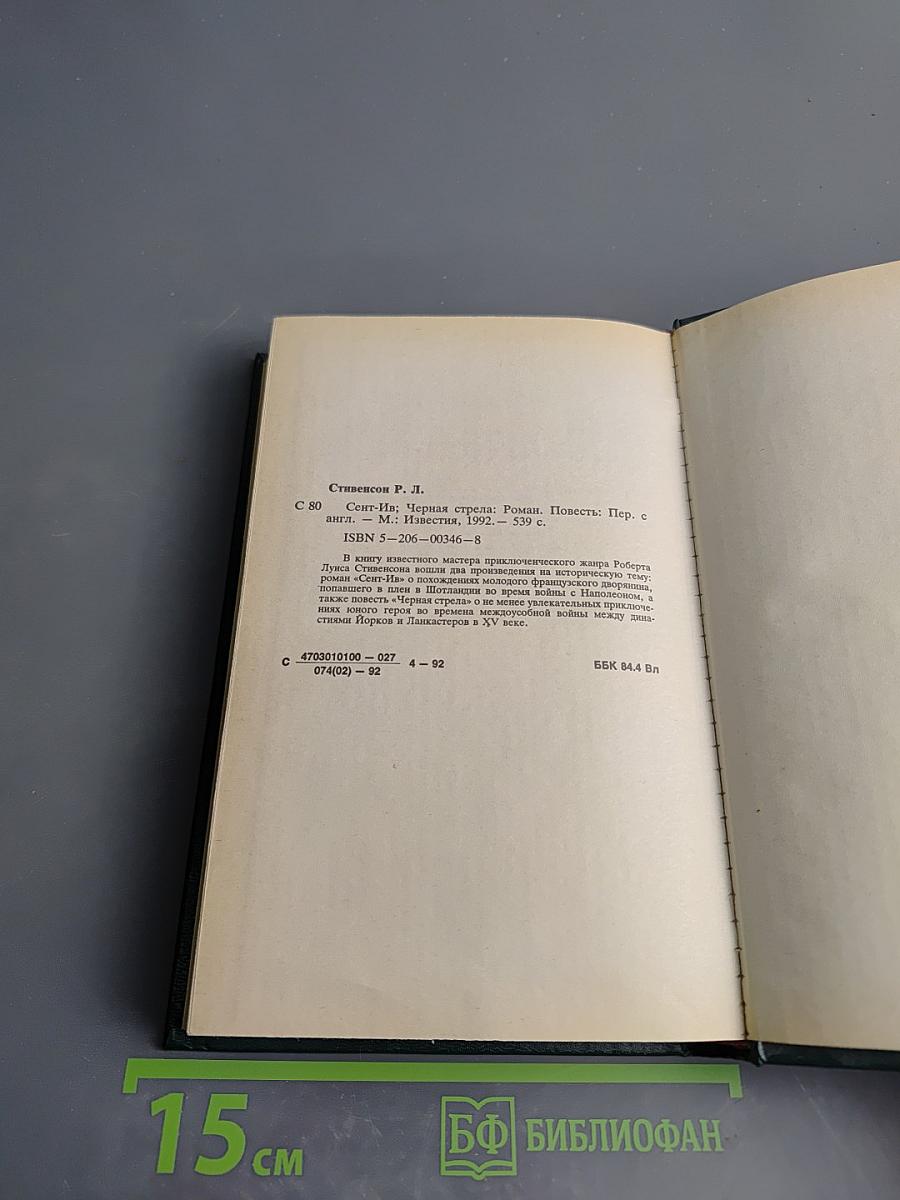 Стивенсон Р. Л.
С 80 Сент-Ив; Черная стрела: Роман. Повесть: Пер. с
англ. — М.: Известия, 1992.— 539 с.
ISBN 5—206—00346—8
В книгу известного мастера приключенческого жанра Роберта
Луиса Стивенсона вошли два произведения на историческую тему:
роман «Сент-Ив» о похождениях молодого французского дворянина,
попавшего в плен в Шотландии во время войны с Наполеоном, а
также повесть «Черная стрела» о не менее увлекательных приключе-
ниях юного героя во времена междоусобной войны между дина-
стиями Йорков и Ланкастеров в XV веке.
С 4703010100 — 027
074(02) — 92
4 — 92
ББК 84.4 Вл
15 см
БФ БИБЛИОФАН